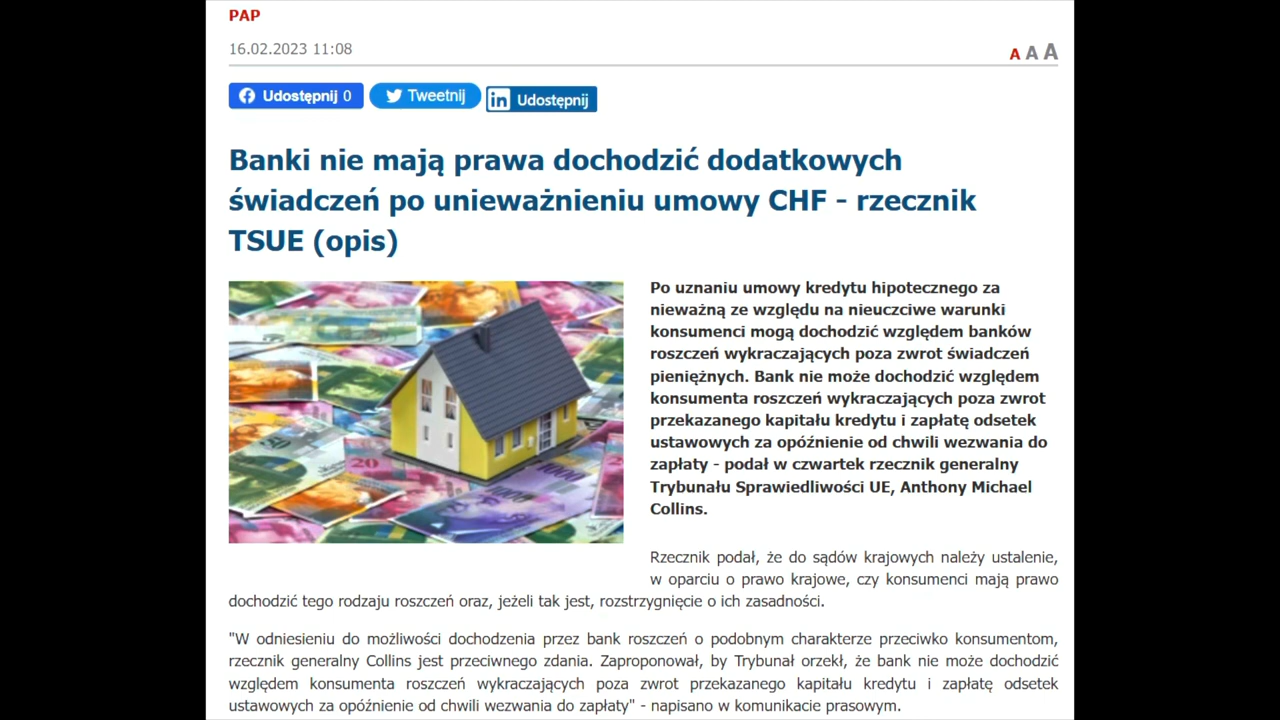 PAP
16.02.2023 11:08
A A A
Udostępnij 0
Tweetnij
in Udostępnij
Banki nie mają prawa dochodzić dodatkowych
świadczeń po unieważnieniu umowy CHF - rzecznik
TSUE (opis)
Po uznaniu umowy kredytu hipotecznego za
nieważną ze względu na nieuczciwe warunki
konsumenci mogą dochodzić względem banków
roszczeń wykraczających poza zwrot świadczeń
pieniężnych. Bank nie może dochodzić względem
konsumenta roszczeń wykraczających poza zwrot
przekazanego kapitału kredytu i zapłatę odsetek
ustawowych za opóźnienie od chwili wezwania do
zapłaty - podał w czwartek rzecznik generalny
Trybunału Sprawiedliwości UE, Anthony Michael
Collins.
Rzecznik podał, że do sądów krajowych należy ustalenie,
w oparciu o prawo krajowe, czy konsumenci mają prawo
dochodzić tego rodzaju roszczeń oraz, jeżeli tak jest, rozstrzygnięcie o ich zasadności.
"W odniesieniu do możliwości dochodzenia przez bank roszczeń o podobnym charakterze przeciwko konsumentom,
rzecznik generalny Collins jest przeciwnego zdania. Zaproponował, by Trybunał orzekł, że bank nie może dochodzić
względem konsumenta roszczeń wykraczających poza zwrot przekazanego kapitału kredytu i zapłatę odsetek
ustawowych za opóźnienie od chwili wezwania do zapłaty" - napisano w komunikacie prasowym.
20